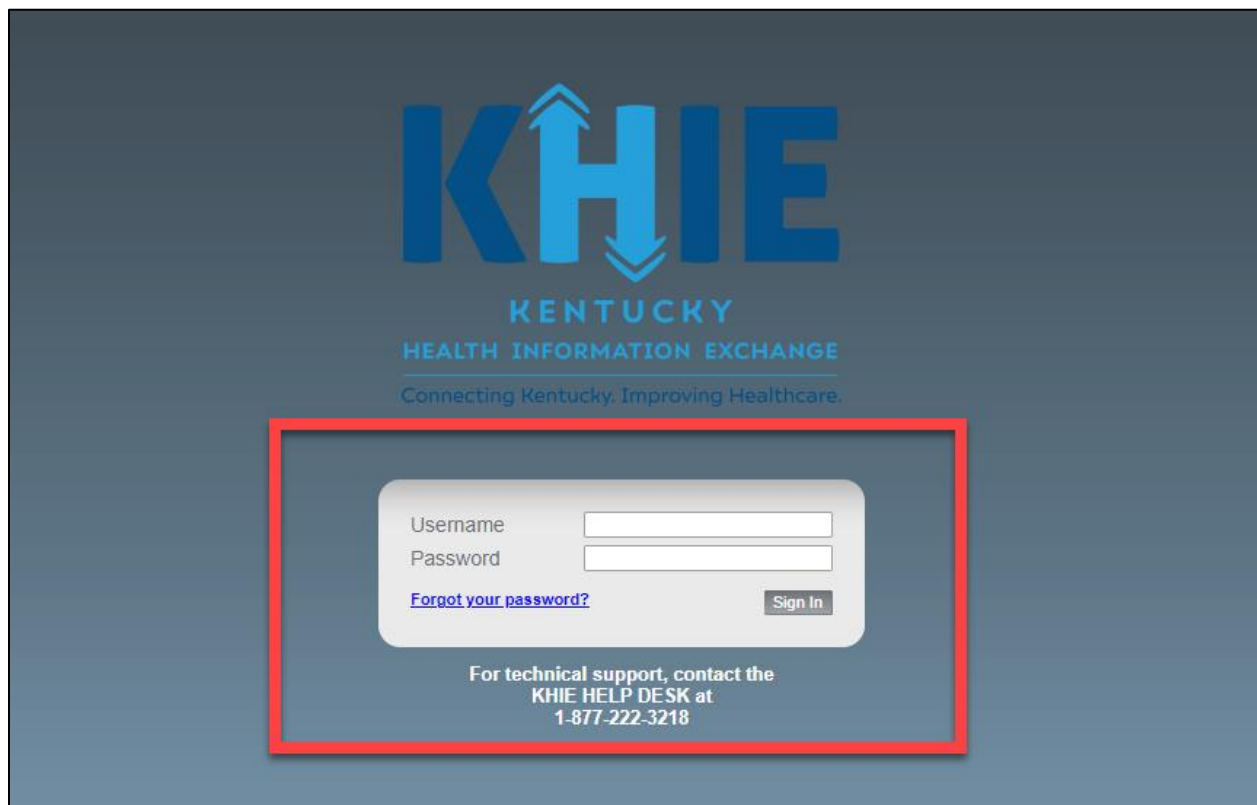 KHIE
KENTUCKY
HEALTH INFORMATION EXCHANGE
Connecting Kentucky. Improving Healthcare.
Username
Password
Forgot your password?
Sign In
For technical support, contact the
KHIE HELP DESK at
1-877-222-3218